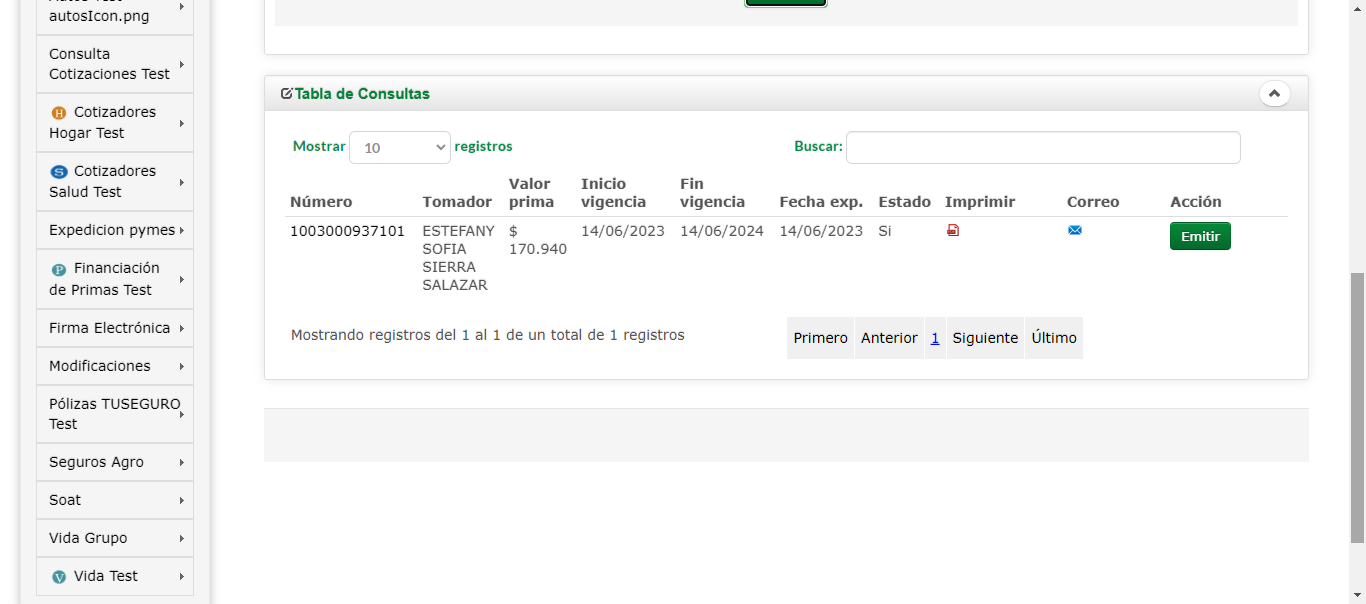 autosIcon.png
Consulta
Cotizaciones Test
H Cotizadores
Hogar Test
S Cotizadores
Salud Test
Expedicion pymes
P Financiación
de Primas Test
Firma Electrónica
Modificaciones
Pólizas TUSEGURO
Test
Seguros Agro
Soat
Vida Grupo
V Vida Test
Tabla de Consultas
Mostrar 10 registros
Buscar:
Número Tomador Valor prima Inicio vigencia Fin vigencia Fecha exp. Estado Imprimir Correo Acción
1003000937101 ESTEFANY SOFIA SIERRA SALAZAR $ 170.940 14/06/2023 14/06/2024 14/06/2023 Si Emitir
Mostrando registros del 1 al 1 de un total de 1 registros
Primero Anterior 1 Siguiente Último